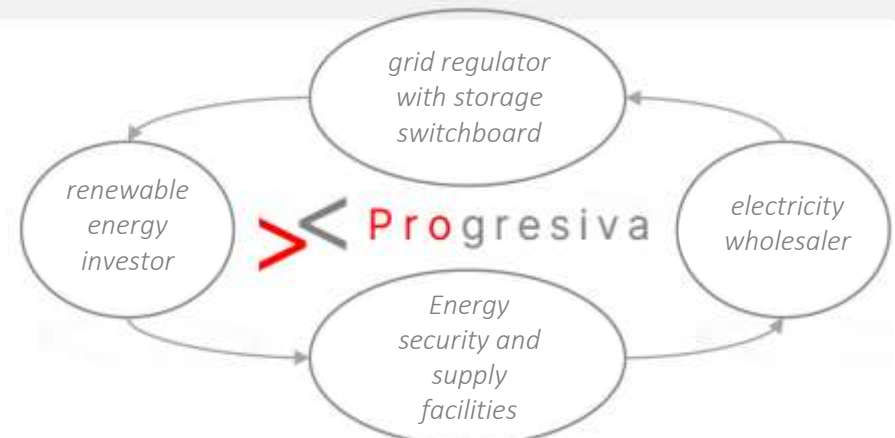 grid regulator
with storage
switchboard
renewable
energy
investor
>< Progresiva
electricity
wholesaler
Energy
security and
supply
facilities